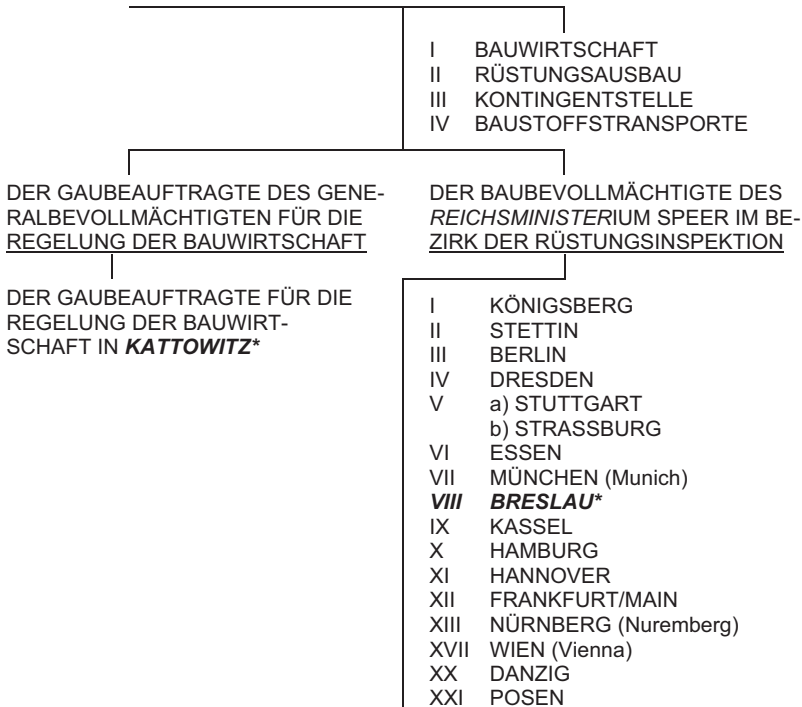 I BAUWIRTSCHAFT
II RÜSTUNGSAUSBAU
III KONTINGENTSTELLE
IV BAUSTOFFSTRANSPORTE
DER GAUBEAUFTRAGTE DES GENE-
RALBEVOLLMÄCHTIGTEN FÜR DIE
REGELUNG DER BAUWIRTSCHAFT
DER GAUBEAUFTRAGTE FÜR DIE
REGELUNG DER BAUWIRT-
SCHAFT IN KATTOWITZ*
DER BAUBEVOLLMÄCHTIGTE DES
REICHSMINISTERIUM SPEER IM BE-
ZIRK DER RÜSTUNGSINSPEKTION
I KÖNIGSBERG
II STETTIN
III BERLIN
IV DRESDEN
V a) STUTTGART
b) STRASSBURG
VI ESSEN
VII MÜNCHEN (Munich)
VIII BRESLAU*
IX KASSEL
X HAMBURG
XI HANNOVER
XII FRANKFURT/MAIN
XIII NÜRNBERG (Nuremberg)
XVII WIEN (Vienna)
XX DANZIG
XXI POSEN